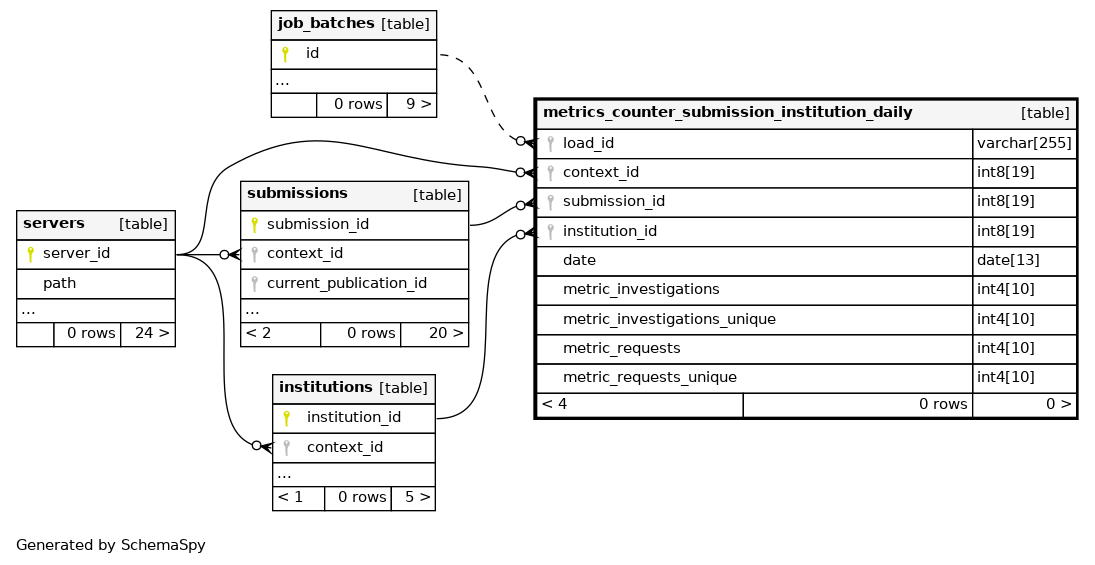 job_batches [table]
id
...
0 rows 9 >
metrics_counter_submission_institution_daily [table]
load_id varchar[255]
context_id int8[19]
submission_id int8[19]
institution_id int8[19]
date date[13]
metric_investigations int4[10]
metric_investigations_unique int4[10]
metric_requests int4[10]
metric_requests_unique int4[10]
< 4 0 rows 0 >
submissions [table]
submission_id
context_id
current_publication_id
...
< 2 0 rows 20 >
servers [table]
server_id
path
...
0 rows 24 >
institutions [table]
institution_id
context_id
...
< 1 0 rows 5 >
Generated by SchemaSpy